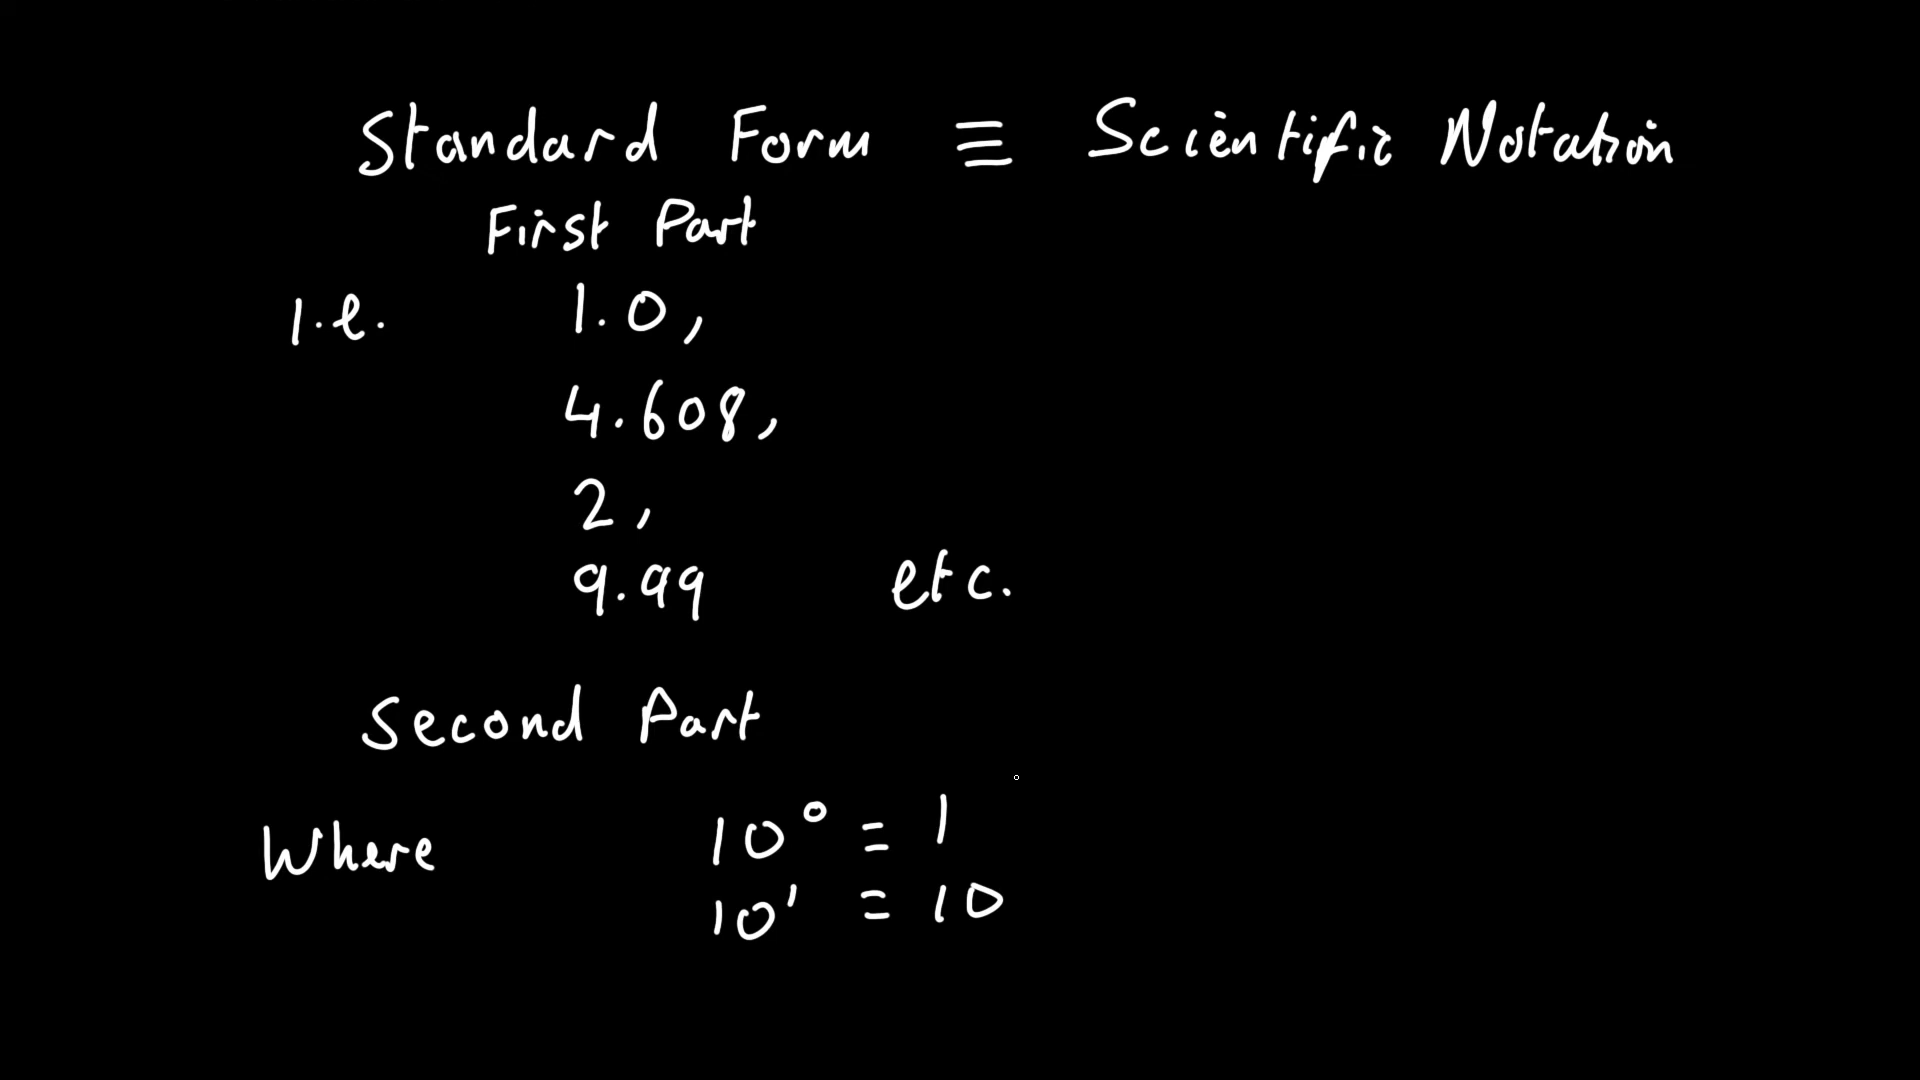 Standard Form ≡ Scientific Notation
First Part
I.e. 1.0,
4.608,
2,
9.99 etc.
Second Part
Where 10⁰ = 1
10¹ = 10